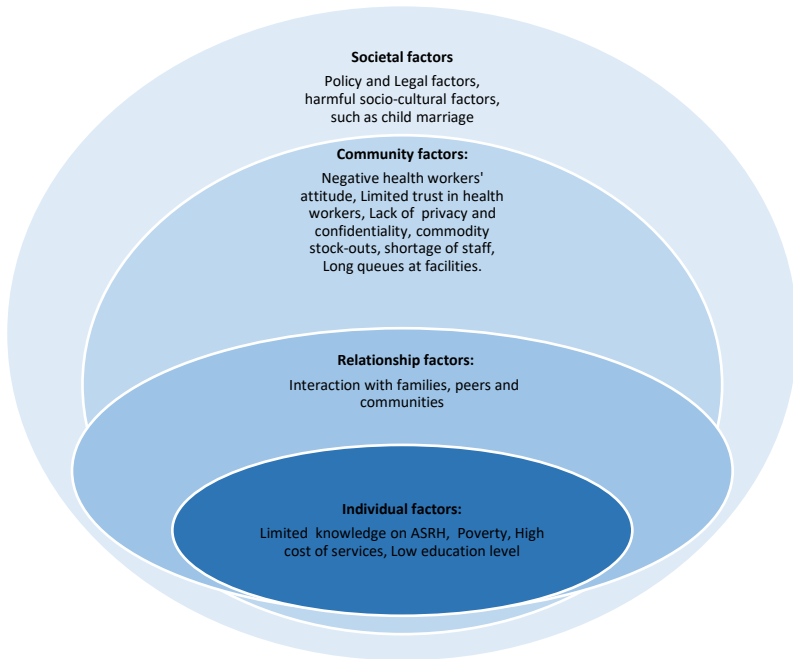 Societal factors
Policy and Legal factors,
harmful socio-cultural factors,
such as child marriage
Community factors:
Negative health workers'
attitude, Limited trust in health
workers, Lack of  privacy and
confidentiality, commodity
stock-outs, shortage of staff,
Long queues at facilities.
Relationship factors:
Interaction with families, peers and
communities
Individual factors:
Limited  knowledge on ASRH,  Poverty, High
cost of services, Low education level